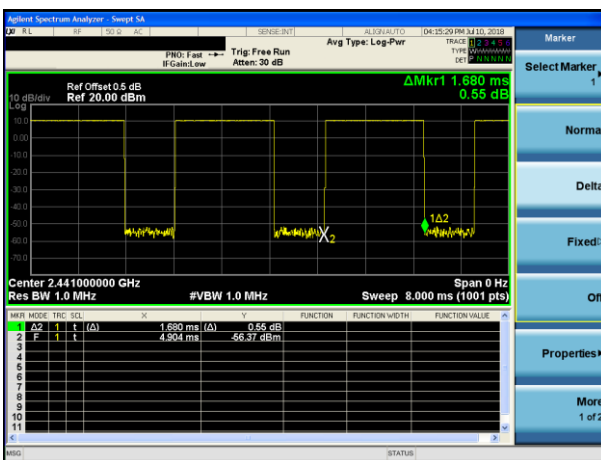 Agilent Spectrum Analyzer - Swept SA
RL RF 50 Ω AC SENSE:INT ALIGN AUTO 04:15:29 PM Jul 10, 2018
Avg Type: Log-Pwr TRACE 1 2 3 4 5 6
PNO: Fast Trig: Free Run TYPE
IFGain:Low Atten: 30 dB DET P N N N N N
Ref Offset 0.5 dB ΔMkr1 1.680 ms
10 dB/div Ref 20.00 dBm 0.55 dB
Log
10.0
0.00
-10.0
-20.0
-30.0
-40.0
-50.0
-60.0
-70.0
1Δ2
X2
Center 2.441000000 GHz Span 0 Hz
Res BW 1.0 MHz #VBW 1.0 MHz Sweep 8.000 ms (1001 pts)
MKR MODE TRC SCL X Y FUNCTION FUNCTION WIDTH FUNCTION VALUE
1 Δ2 1 t (Δ) 1.680 ms (Δ) 0.55 dB
2 F 1 t 4.904 ms -56.37 dBm
3
4
5
6
7
8
9
10
11
MSG STATUS
Marker
Select Marker
1
Norma
Delta
Fixed
Off
Properties
More
1 of 2